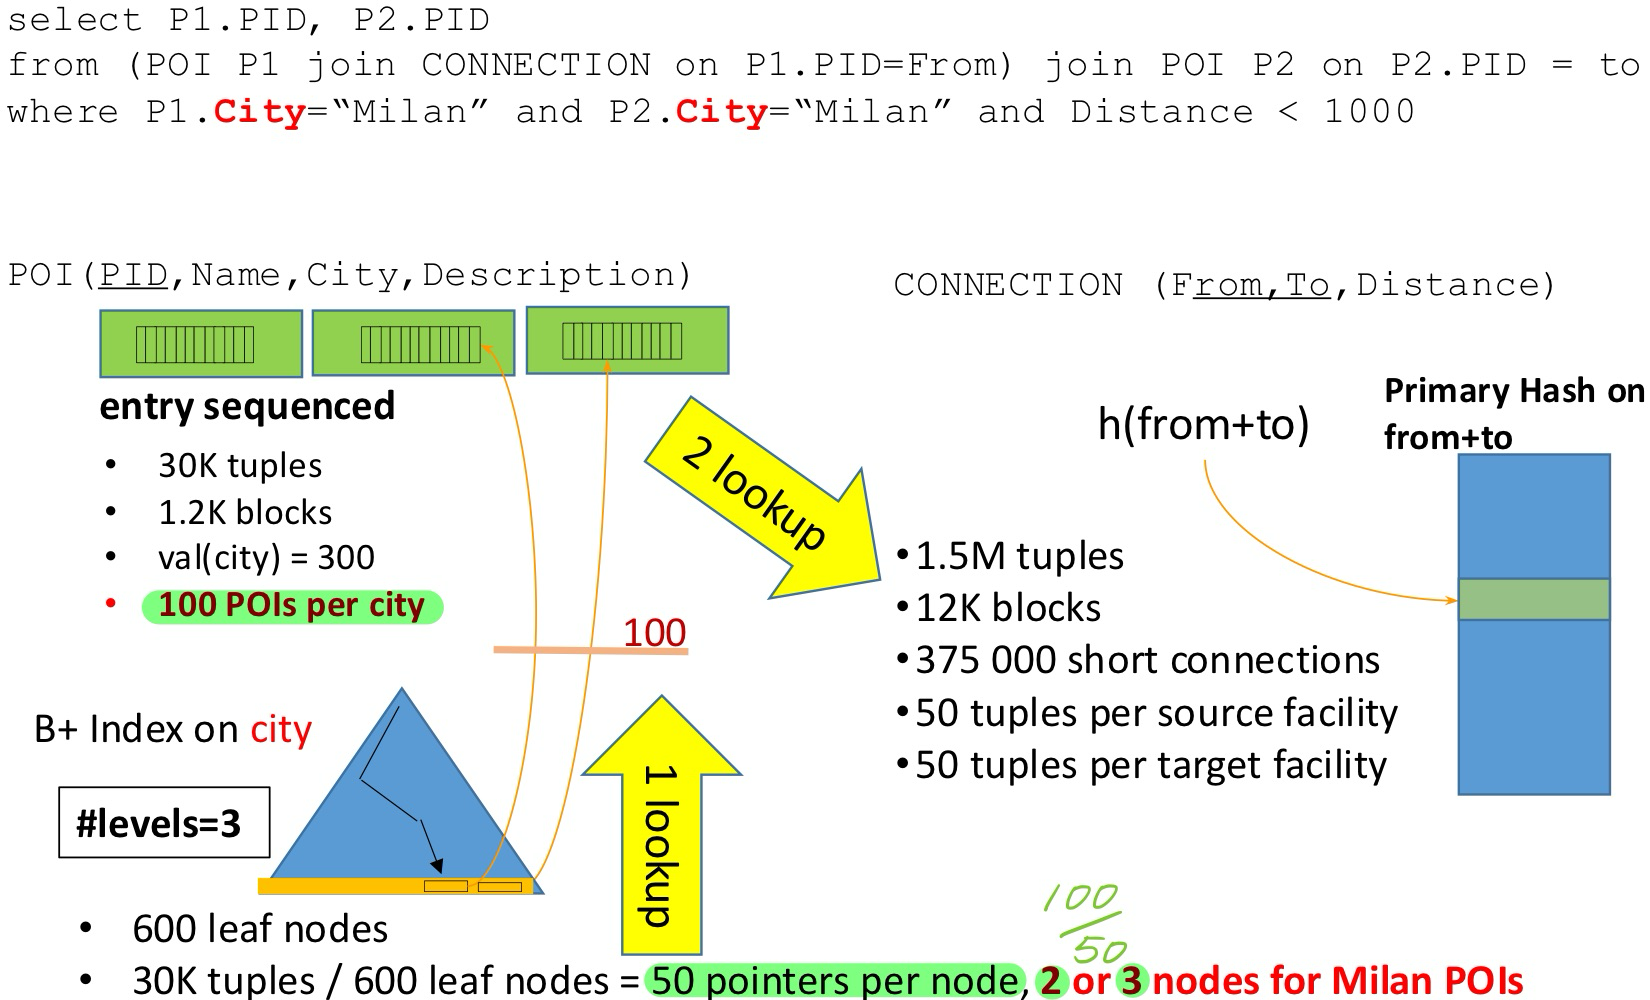 select P1.PID, P2.PID
from (POI P1 join CONNECTION on P1.PID=From) join POI P2 on P2.PID = to
where P1.City=“Milan” and P2.City=“Milan” and Distance < 1000
POI(PID,Name,City,Description)
CONNECTION (From,To,Distance)
entry sequenced
• 30K tuples
• 1.2K blocks
• val(city) = 300
• 100 POIs per city
100
2 lookup
h(from+to)
Primary Hash on
from+to
•1.5M tuples
•12K blocks
•375 000 short connections
•50 tuples per source facility
•50 tuples per target facility
B+ Index on city
#levels=3
1 lookup
• 600 leaf nodes
100
50
• 30K tuples / 600 leaf nodes = 50 pointers per node, 2 or 3 nodes for Milan POIs